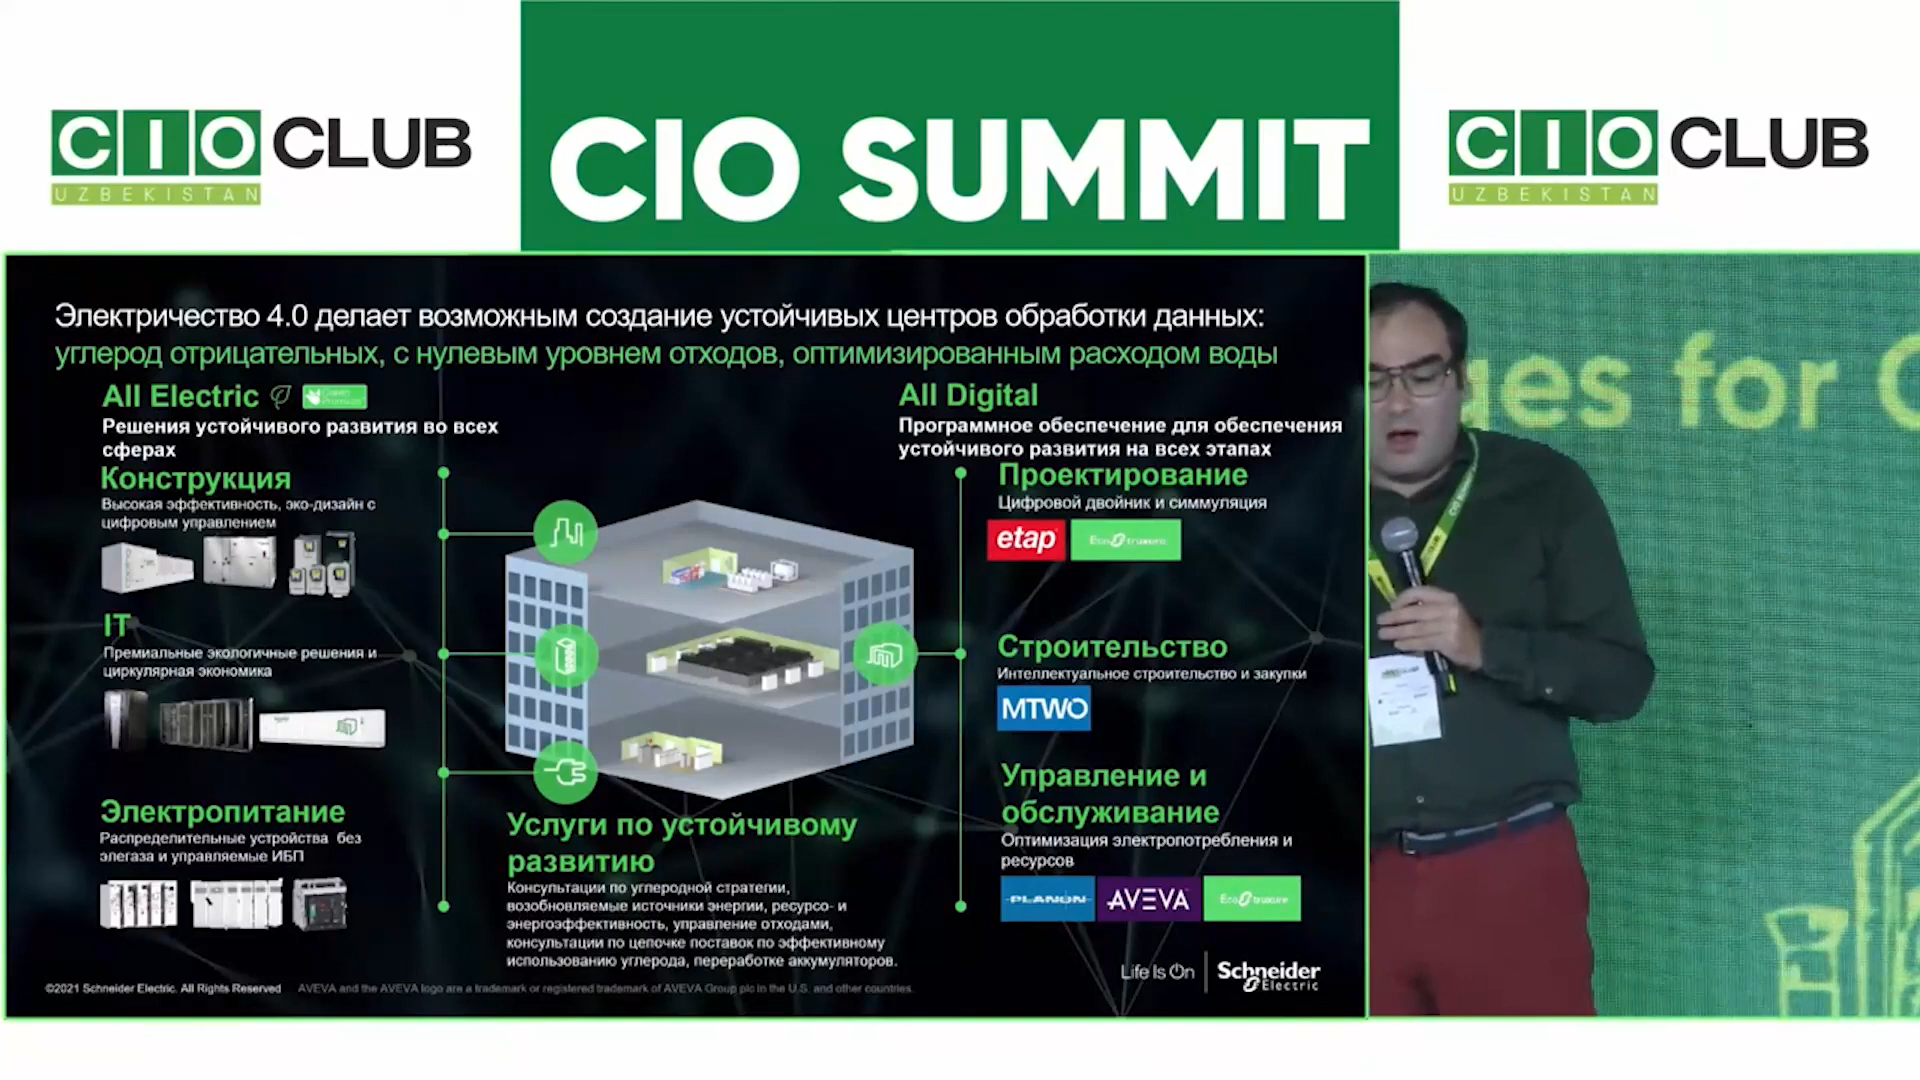 CIO CLUB
UZBEKISTAN
CIO SUMMIT
CIO CLUB
UZBEKISTAN
Электричество 4.0 делает возможным создание устойчивых центров обработки данных:
углерод отрицательных, с нулевым уровнем отходов, оптимизированным расходом воды
All Electric
Green Premium
Решения устойчивого развития во всех
сферах
Конструкция
Высокая эффективность, эко-дизайн с
цифровым управлением
IT
Премиальные экологичные решения и
циркулярная экономика
Электропитание
Распределительные устройства без
элегаза и управляемые ИБП
Услуги по устойчивому
развитию
Консультации по углеродной стратегии,
возобновляемые источники энергии, ресурсо- и
энергоэффективность, управление отходами,
консультации по цепочке поставок по эффективному
использованию углерода, переработке аккумуляторов.
All Digital
Программное обеспечение для обеспечения
устойчивого развития на всех этапах
Проектирование
Цифровой двойник и симмуляция
etap
EcoStruxure
Строительство
Интеллектуальное строительство и закупки
MTWO
Управление и
обслуживание
Оптимизация электропотребления и
ресурсов
PLANON
AVEVA
EcoStruxure
Life Is On
Schneider
Electric
©2021 Schneider Electric. All Rights Reserved
AVEVA and the AVEVA logo are a trademark or registered trademark of AVEVA Group plc in the U.S. and other countries.
ges for C